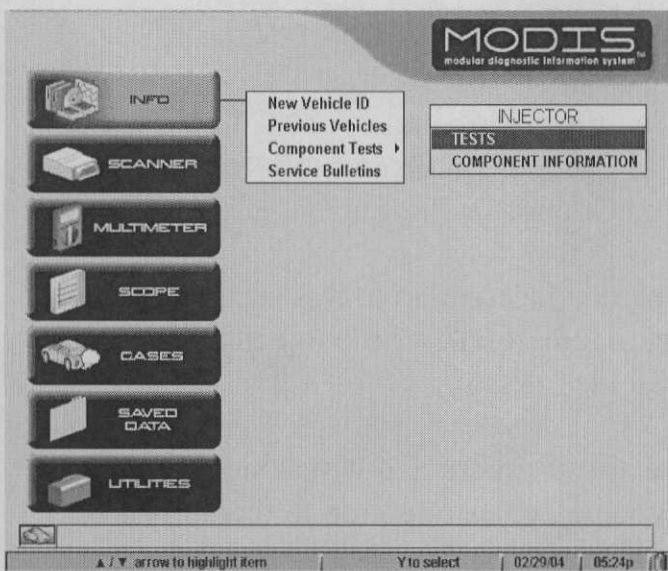 MODIS™
modular diagnostic information system
INFO
New Vehicle ID
Previous Vehicles
Component Tests ▸
Service Bulletins
INJECTOR
TESTS
COMPONENT INFORMATION
SCANNER
MULTIMETER
SCOPE
CASES
SAVED
DATA
UTILITIES
▲ / ▼ arrow to highlight item
Y to select
02/29/04
05:24p